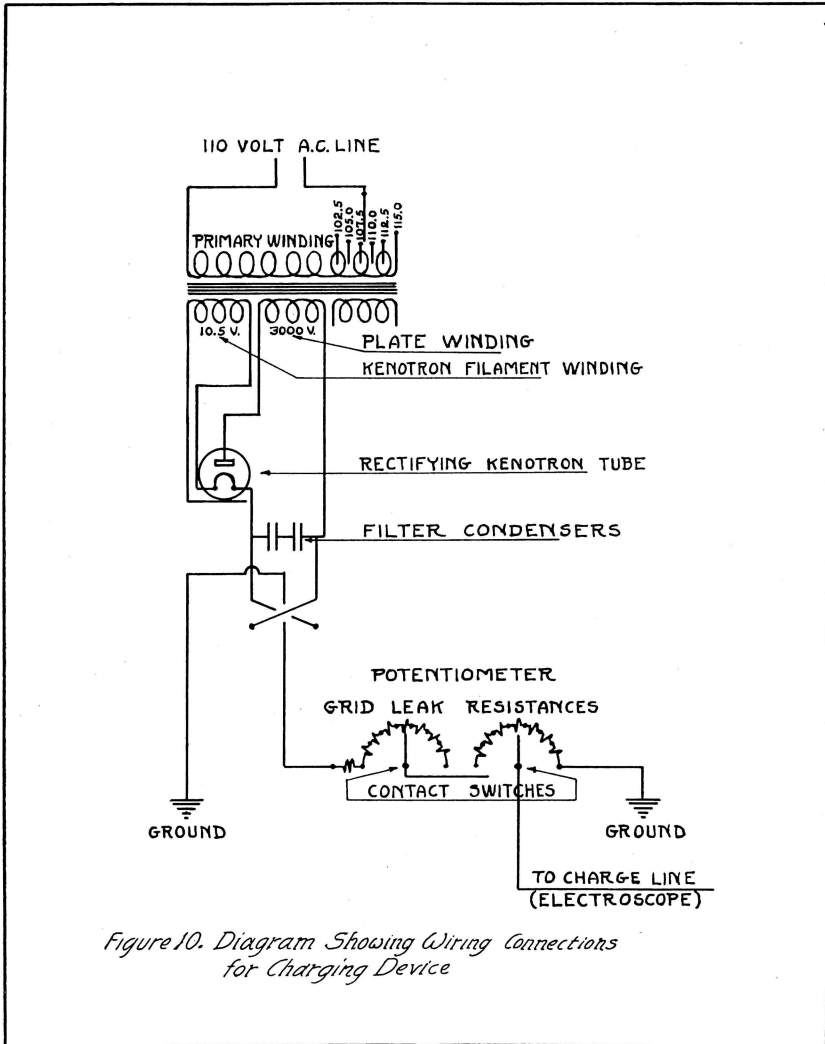 110 VOLT A.C. LINE
102.5
105.0
107.5
110.0
112.5
115.0
PRIMARY WINDING
10.5 V.
3000 V.
PLATE WINDING
KENOTRON FILAMENT WINDING
RECTIFYING KENOTRON TUBE
FILTER CONDENSERS
POTENTIOMETER
GRID LEAK RESISTANCES
CONTACT SWITCHES
GROUND
GROUND
TO CHARGE LINE
(ELECTROSCOPE)
Figure 10. Diagram Showing Wiring Connections
for Charging Device